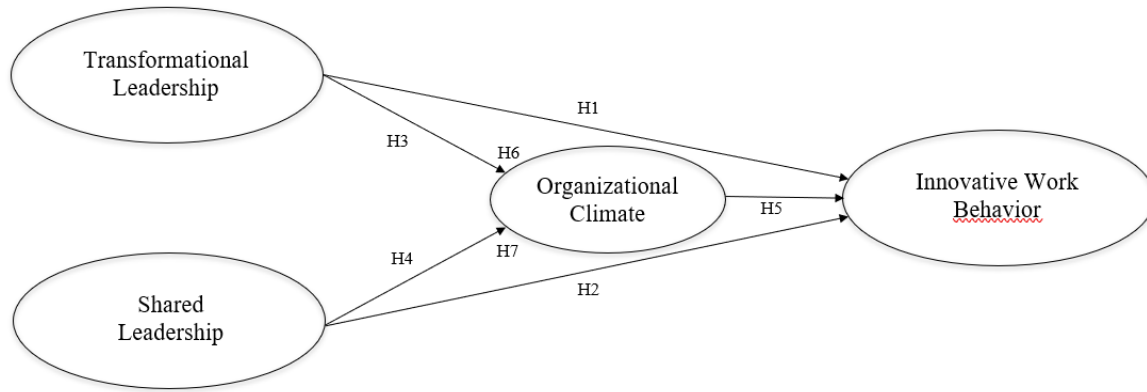 Transformational
Leadership
H1
H3
H6
Organizational
Climate
Innovative Work
Behavior
H5
H4
H7
H2
Shared
Leadership